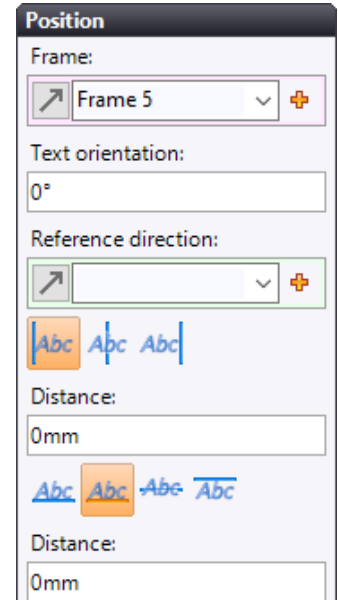 Position
Frame:
Frame 5
Text orientation:
0°
Reference direction:
Abc Abc Abc
Distance:
0mm
Abc Abc Abc Abc
Distance:
0mm